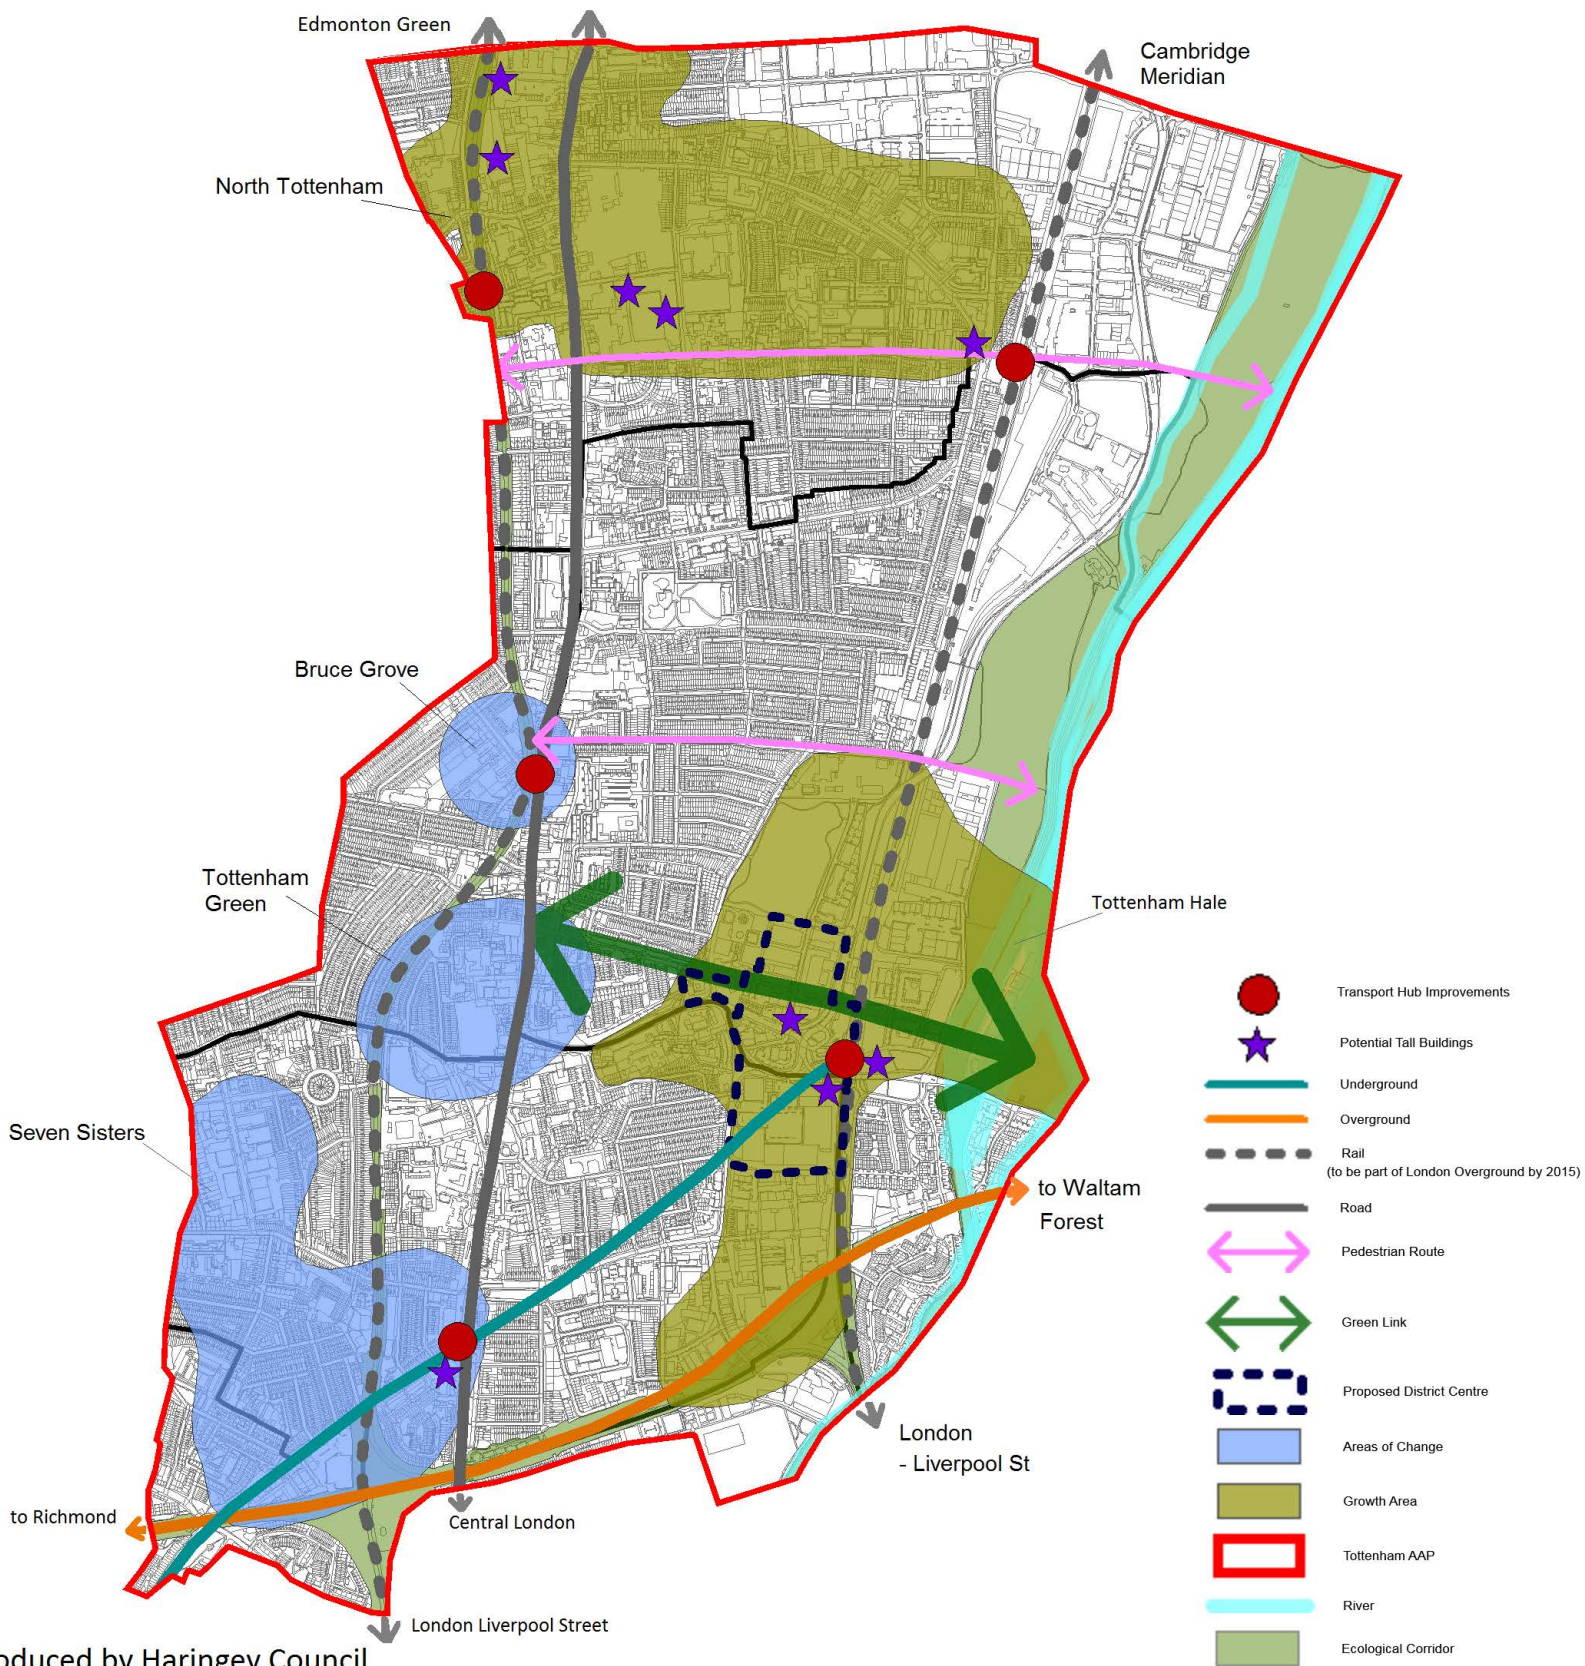 Edmonton Green
Cambridge
Meridian
North Tottenham
Bruce Grove
Tottenham
Green
Tottenham Hale
Seven Sisters
to Waltam
Forest
London
- Liverpool St
to Richmond
Central London
London Liverpool Street
oduced by Haringey Council
Transport Hub Improvements
Potential Tall Buildings
Underground
Overground
Rail
(to be part of London Overground by 2015)
Road
Pedestrian Route
Green Link
Proposed District Centre
Areas of Change
Growth Area
Tottenham AAP
River
Ecological Corridor